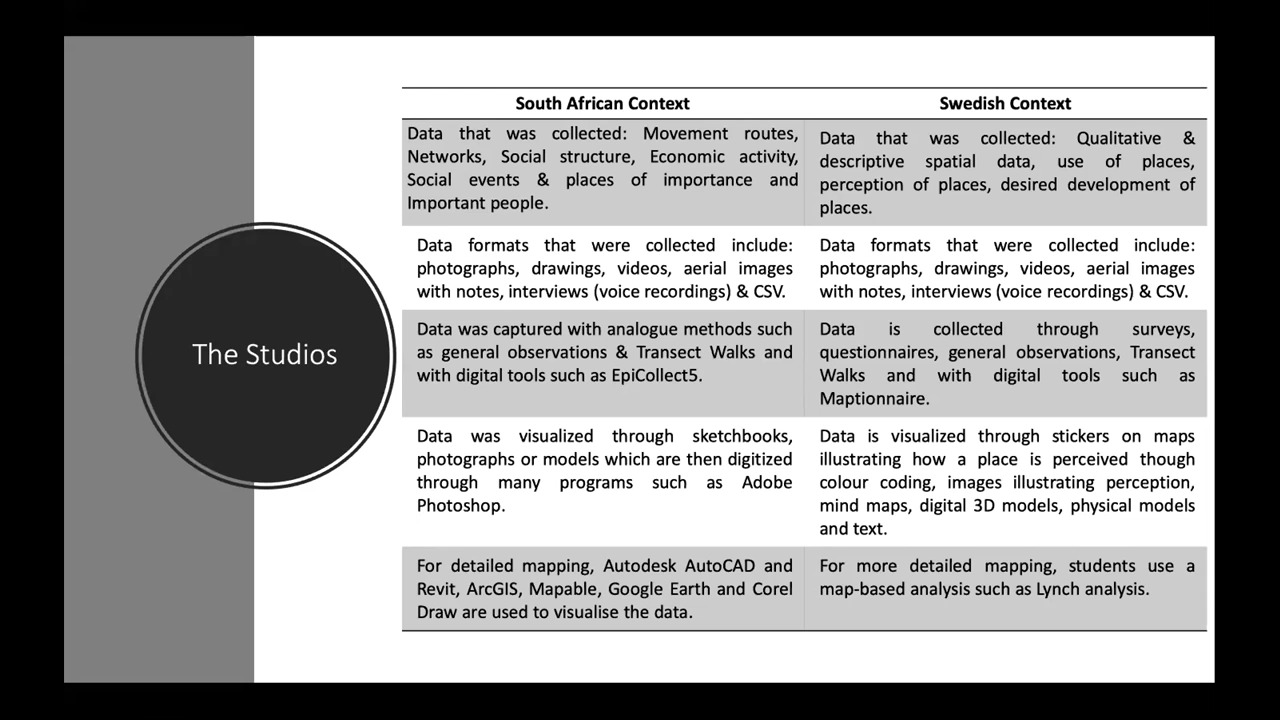 The Studios
South African Context
Swedish Context
Data that was collected: Movement routes,
Networks, Social structure, Economic activity,
Social events & places of importance and
Important people.
Data that was collected: Qualitative &
descriptive spatial data, use of places,
perception of places, desired development of
places.
Data formats that were collected include:
photographs, drawings, videos, aerial images
with notes, interviews (voice recordings) & CSV.
Data formats that were collected include:
photographs, drawings, videos, aerial images
with notes, interviews (voice recordings) & CSV.
Data was captured with analogue methods such
as general observations & Transect Walks and
with digital tools such as EpiCollect5.
Data is collected through surveys,
questionnaires, general observations, Transect
Walks and with digital tools such as
Maptionnaire.
Data was visualized through sketchbooks,
photographs or models which are then digitized
through many programs such as Adobe
Photoshop.
Data is visualized through stickers on maps
illustrating how a place is perceived though
colour coding, images illustrating perception,
mind maps, digital 3D models, physical models
and text.
For detailed mapping, Autodesk AutoCAD and
Revit, ArcGIS, Mapable, Google Earth and Corel
Draw are used to visualise the data.
For more detailed mapping, students use a
map-based analysis such as Lynch analysis.